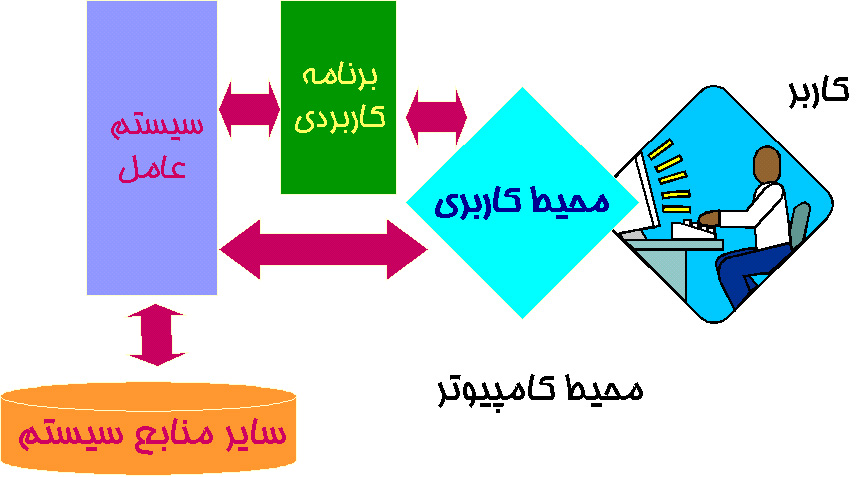 کاربر
برنامه
کاربردی
سیستم
عامل
محیط کاربری
محیط کامپیوتر
سایر منابع سیستم